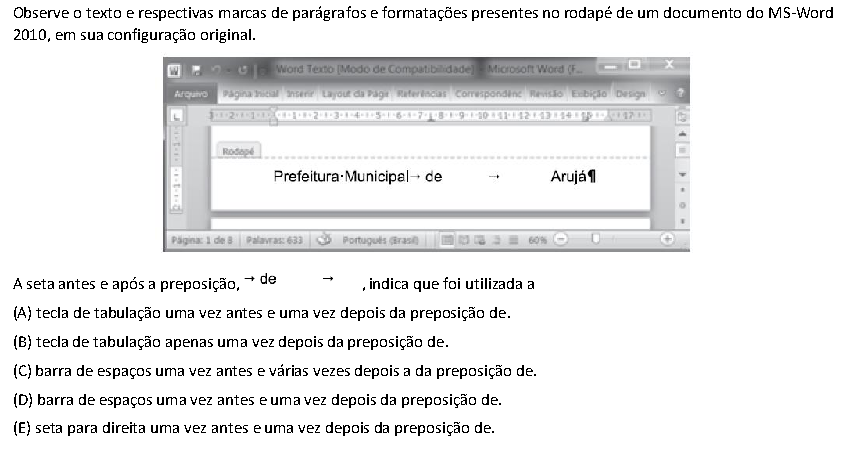 Observe o texto e respectivas marcas de parágrafos e formatações presentes no rodapé de um documento do MS-Word
2010, em sua configuração original.
Word Texto [Modo de Compatibilidade] - Microsoft Word (F...
Arquivo Página Inicial Inserir Layout da Pága Referências Correspondênc Revisão Exibição Design
Rodapé
Prefeitura·Municipal→ de → Arujá¶
Página: 1 de 8 Palavras: 633 Português (Brasil) 60%
A seta antes e após a preposição, → de → , indica que foi utilizada a
(A) tecla de tabulação uma vez antes e uma vez depois da preposição de.
(B) tecla de tabulação apenas uma vez depois da preposição de.
(C) barra de espaços uma vez antes e várias vezes depois a da preposição de.
(D) barra de espaços uma vez antes e uma vez depois da preposição de.
(E) seta para direita uma vez antes e uma vez depois da preposição de.